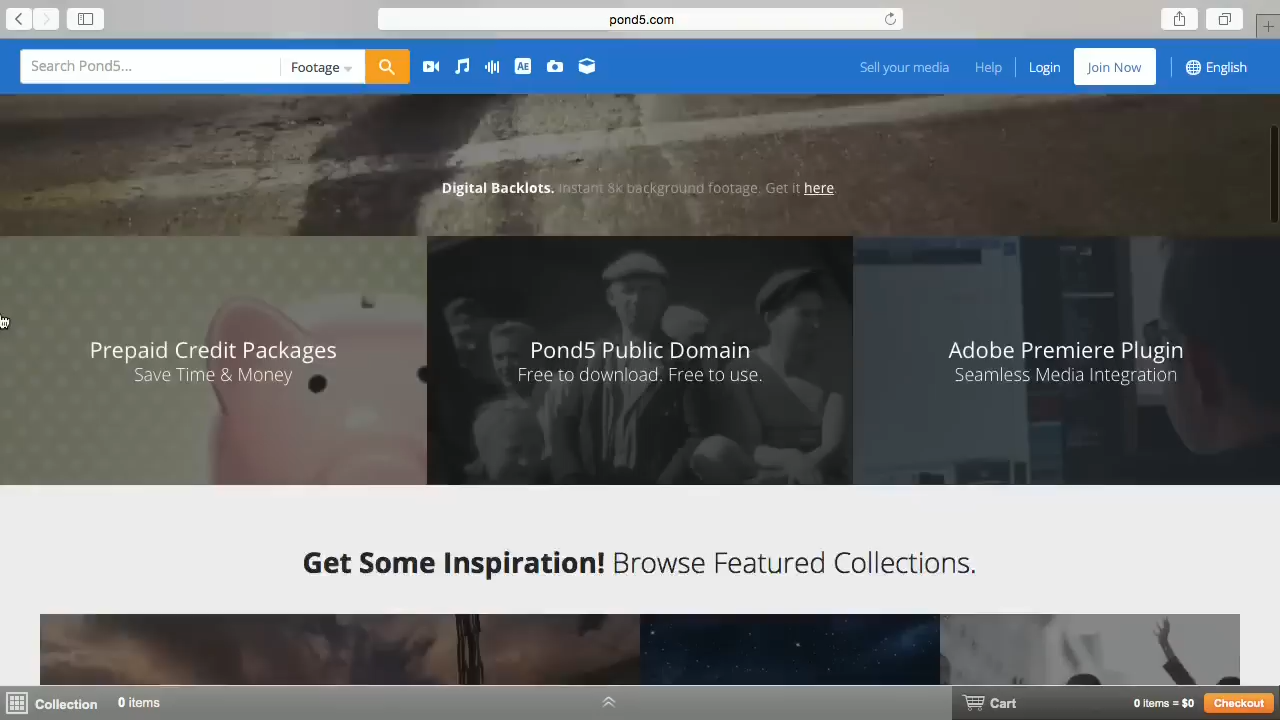 pond5.com
Search Pond5... Footage AE Sell your media Help Login Join Now English
Digital Backlots. Instant 8k background footage. Get it here.
Prepaid Credit Packages
Save Time & Money
Pond5 Public Domain
Free to download. Free to use.
Adobe Premiere Plugin
Seamless Media Integration
Get Some Inspiration! Browse Featured Collections.
Collection 0 items Cart 0 items = $0 Checkout